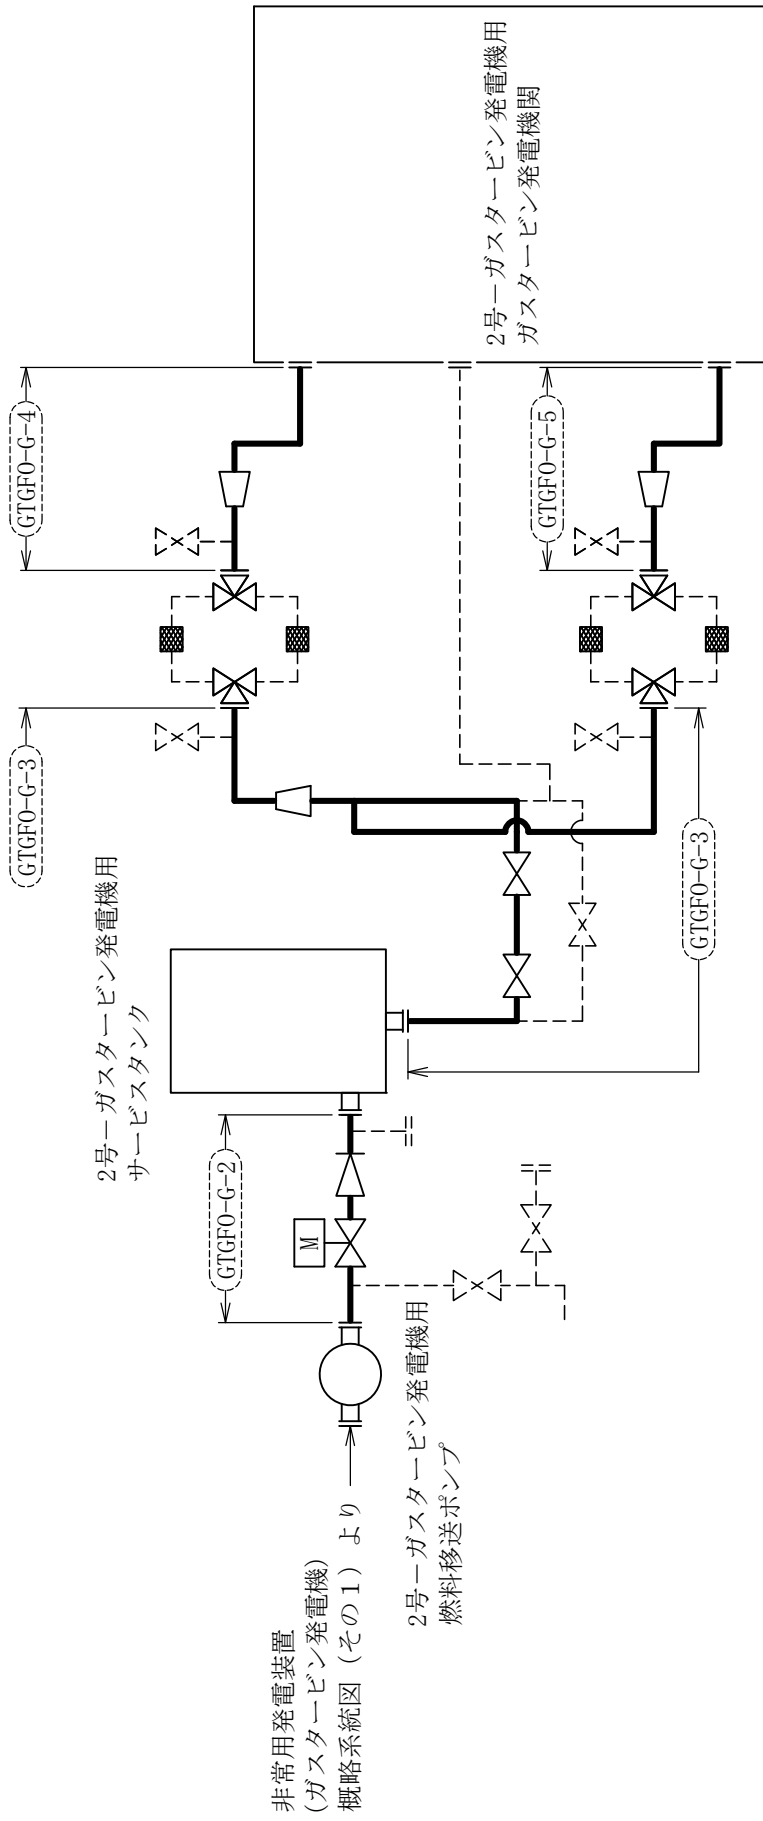 非常用発電装置
(ガスタービン発電機)
概略系統図（その１）より
2号－ガスタービン発電機用
燃料移送ポンプ
M
GTGFO-G-2
2号－ガスタービン発電機用
サービスタンク
GTGFO-G-3
GTGFO-G-3
GTGFO-G-4
GTGFO-G-5
2号－ガスタービン発電機用
ガスタービン発電機関